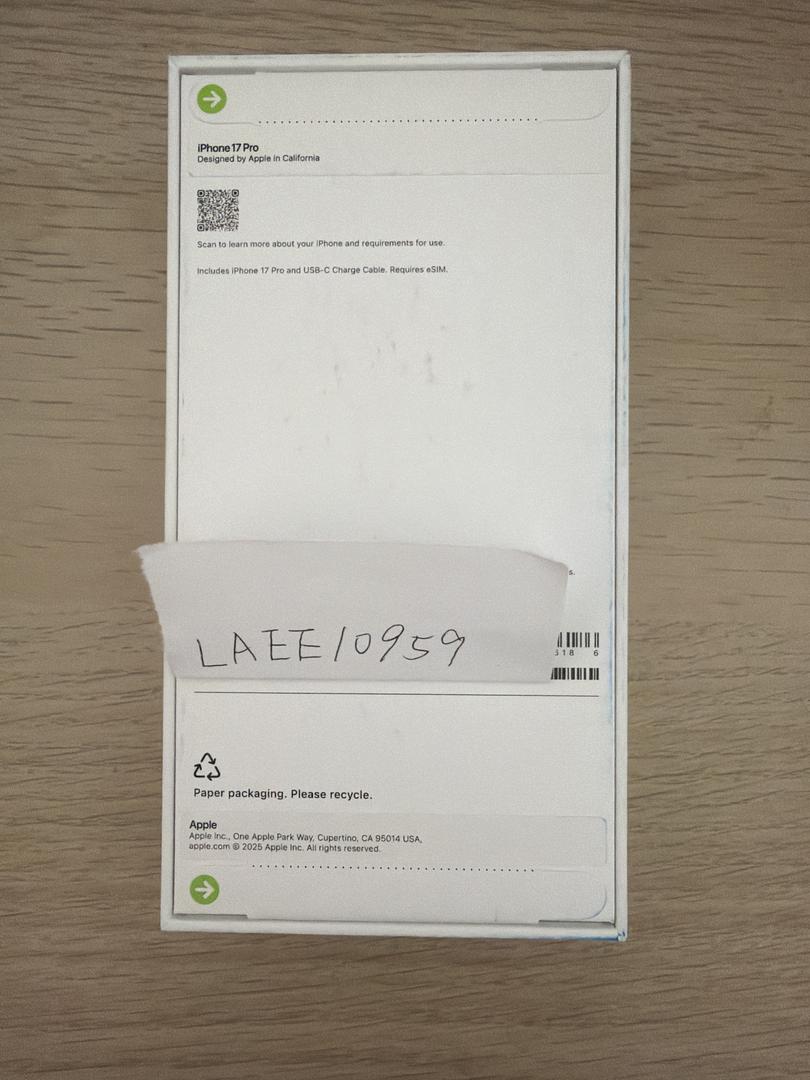 iPhone 17 Pro
Designed by Apple in California
Scan to learn more about your iPhone and requirements for use.
Includes iPhone 17 Pro and USB-C Charge Cable. Requires eSIM.
s.
LAEE10959
18 6
Paper packaging. Please recycle.
Apple
Apple Inc., One Apple Park Way, Cupertino, CA 95014 USA,
apple.com © 2025 Apple Inc. All rights reserved.